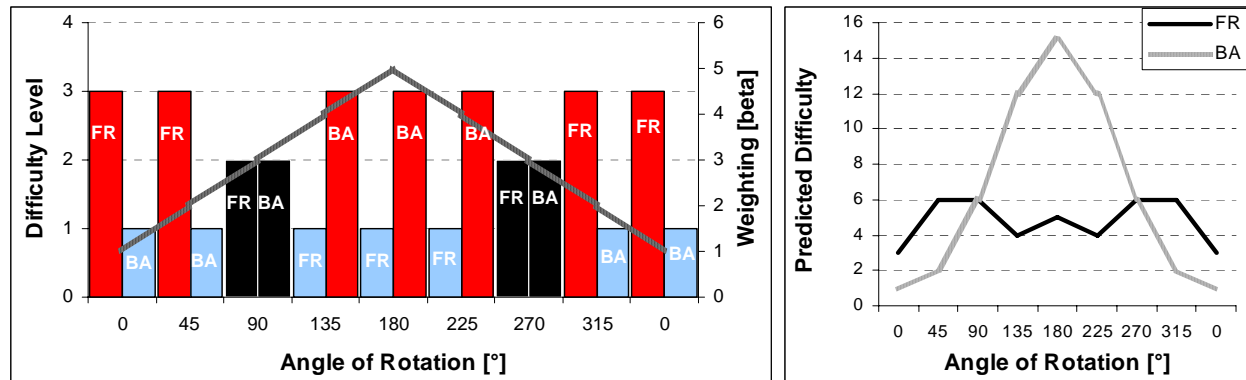 4
3
2
1
0
Difficulty Level
FR
BA
FR
BA
FR
BA
FR
BA
FR
BA
FR
BA
FR
BA
FR
BA
FR
BA
6
5
4
3
2
1
0
Weighting [beta]
0 45 90 135 180 225 270 315 0
Angle of Rotation [°]
16
14
12
10
8
6
4
2
0
Predicted Difficulty
FR
BA
0 45 90 135 180 225 270 315 0
Angle of Rotation [°]